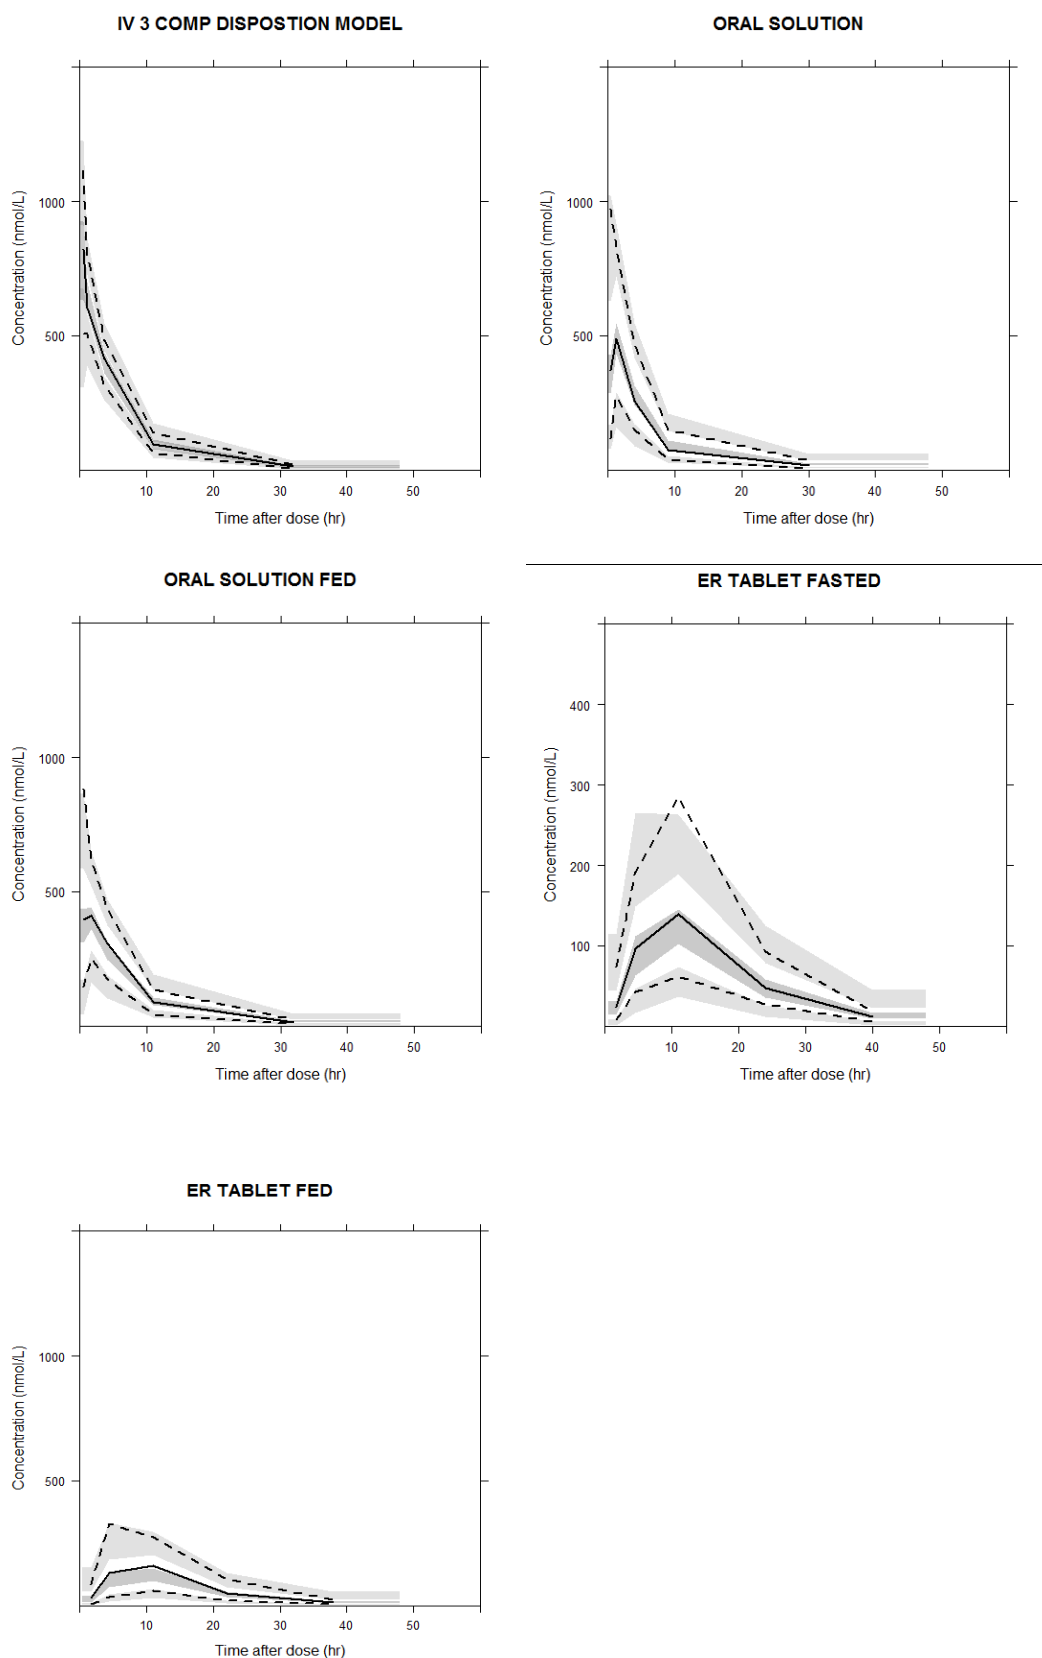 IV 3 COMP DISPOSTION MODEL
Concentration (nmol/L)
1000
500
10 20 30 40 50
Time after dose (hr)
ORAL SOLUTION
Concentration (nmol/L)
1000
500
10 20 30 40 50
Time after dose (hr)
ORAL SOLUTION FED
Concentration (nmol/L)
1000
500
10 20 30 40 50
Time after dose (hr)
ER TABLET FASTED
Concentration (nmol/L)
400
300
200
100
10 20 30 40 50
Time after dose (hr)
ER TABLET FED
Concentration (nmol/L)
1000
500
10 20 30 40 50
Time after dose (hr)